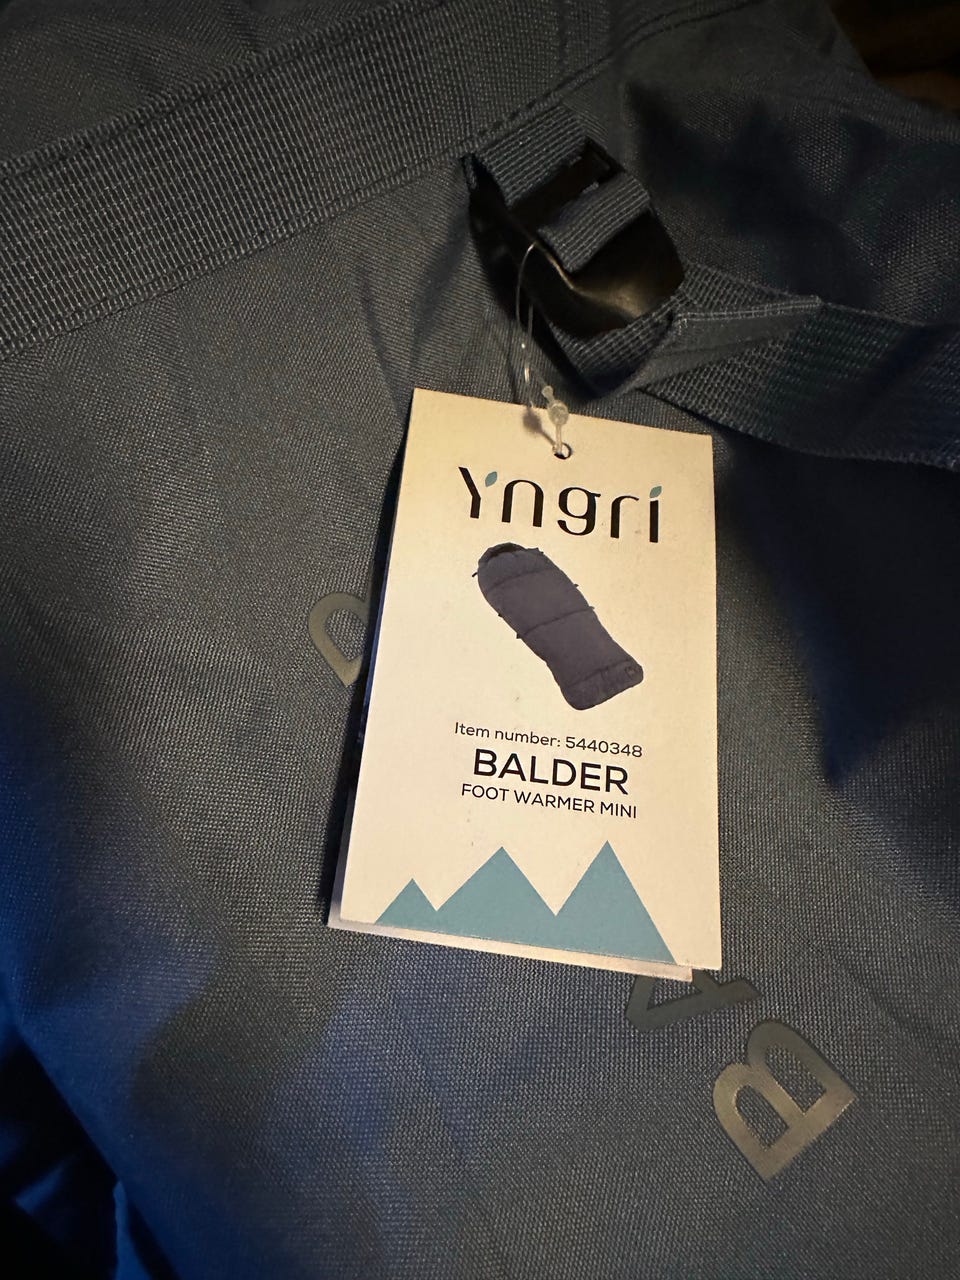 Yngri
Item number: 5440348
BALDER
FOOT WARMER MINI